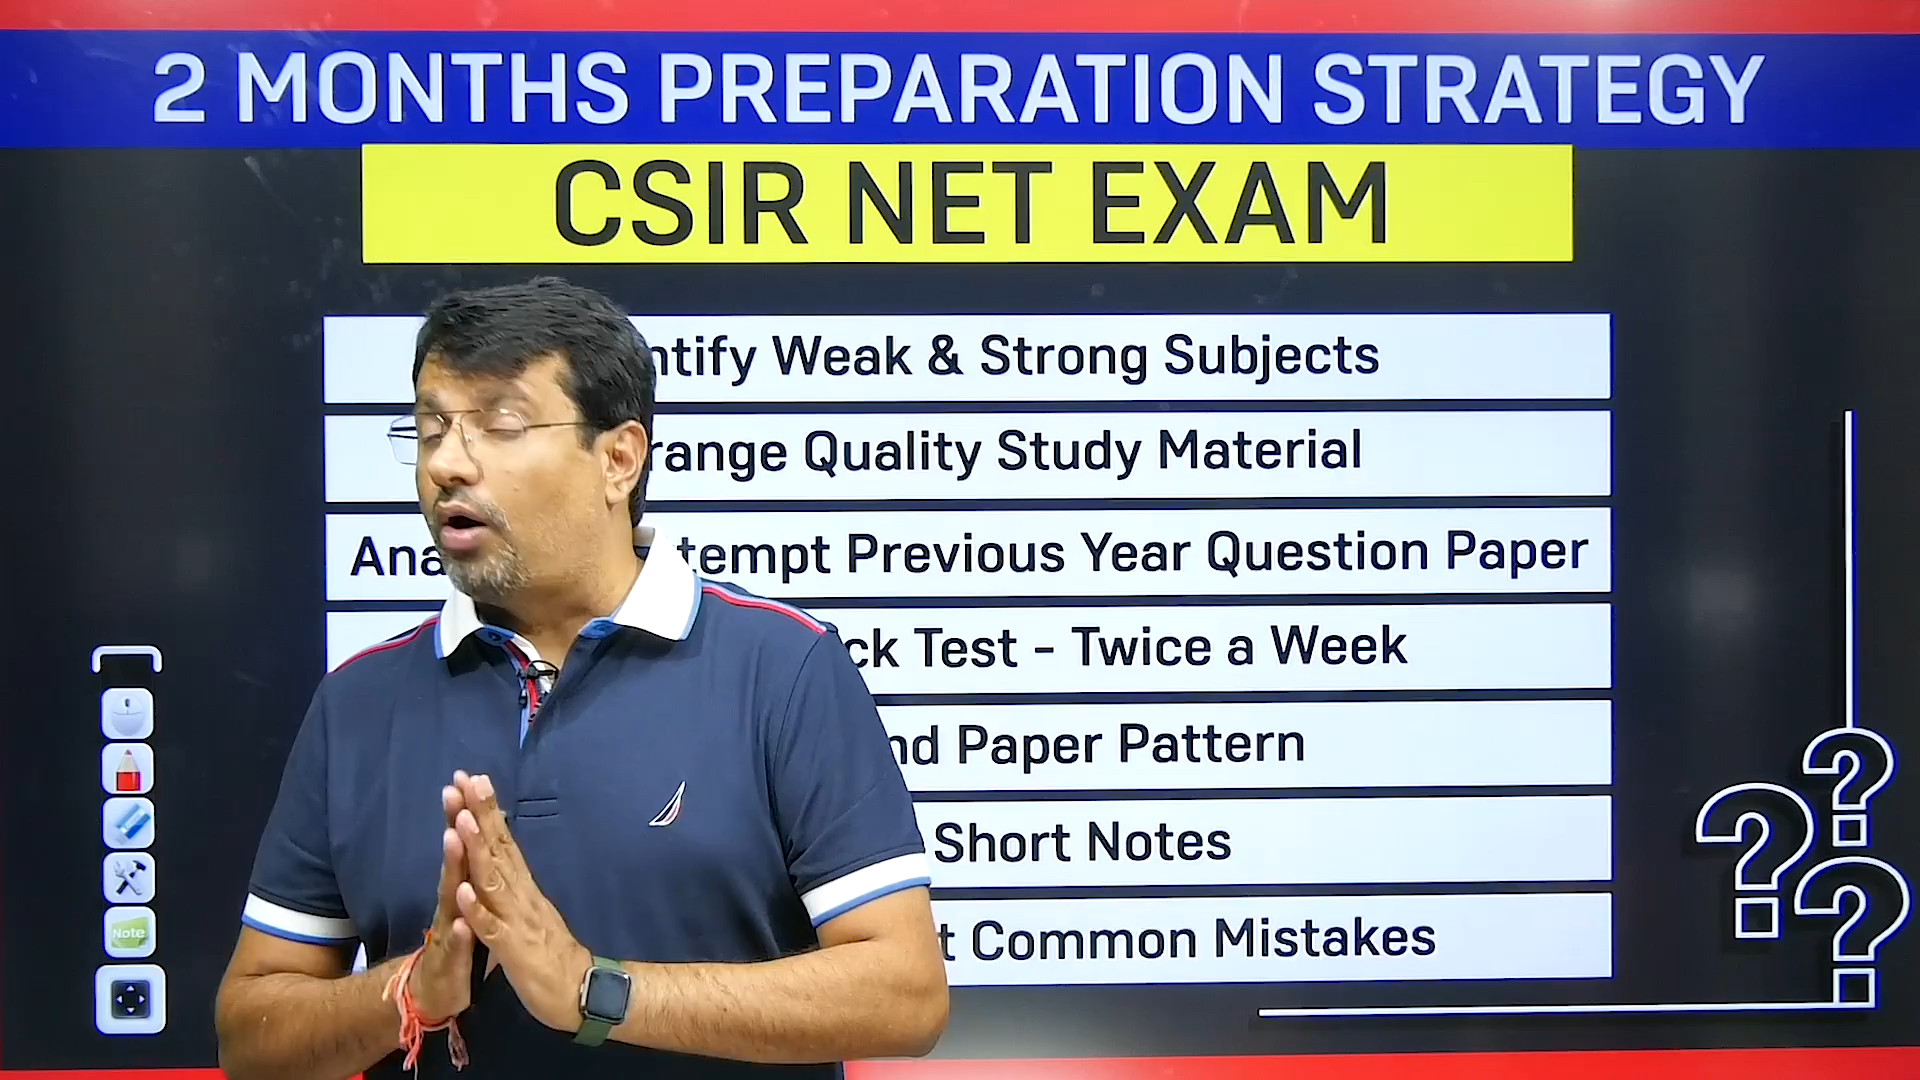 2 MONTHS PREPARATION STRATEGY
CSIR NET EXAM
ntify Weak & Strong Subjects
range Quality Study Material
Ana tempt Previous Year Question Paper
ck Test - Twice a Week
nd Paper Pattern
Short Notes
t Common Mistakes
Note